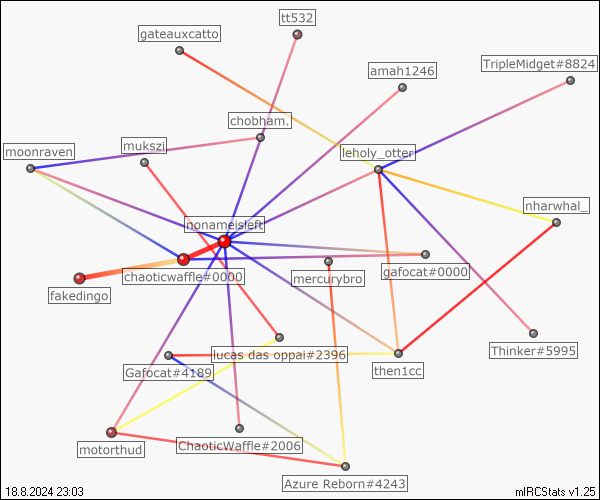 tt532
gateauxcatto
TripleMidget#8824
amah1246
chobham.
mukszi
moonraven
leholy_otter
nharwhal_
nonameisleft
chaoticwaffle#0000
gafocat#0000
mercurybro
fakedingo
Thinker#5995
lucas das oppai#2396
Gafocat#4189
then1cc
ChaoticWaffle#2006
motorthud
Azure Reborn#4243
18.8.2024 23:03
mIRCStats v1.25